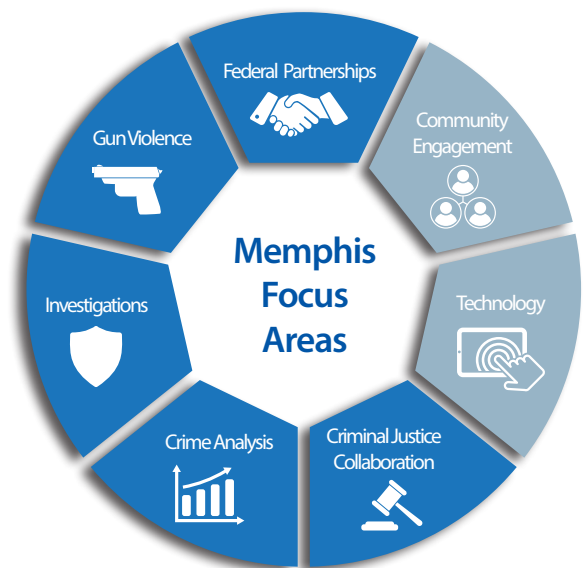 Federal Partnerships
Community
Engagement
Technology
Criminal Justice
Collaboration
Crime Analysis
Investigations
Gun Violence
Memphis
Focus
Areas